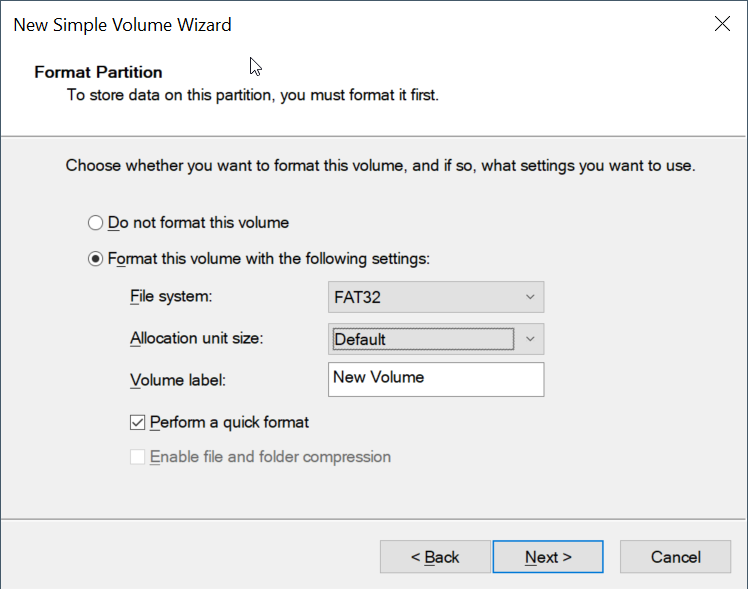 New Simple Volume Wizard
Format Partition
To store data on this partition, you must format it first.
Choose whether you want to format this volume, and if so, what settings you want to use.
Do not format this volume
Format this volume with the following settings:
File system:
FAT32
Allocation unit size:
Default
Volume label:
New Volume
Perform a quick format
Enable file and folder compression
< Back
Next >
Cancel